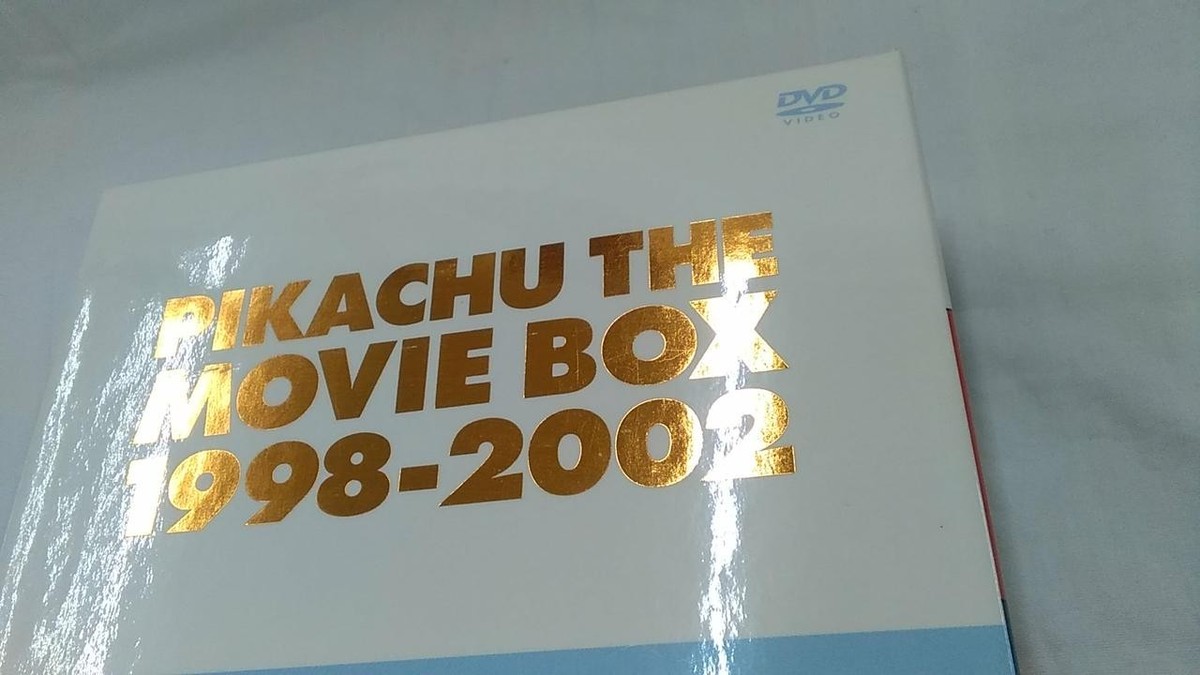 DVD
VIDEO
PIKACHU THE
MOVIE BOX
1998-2002